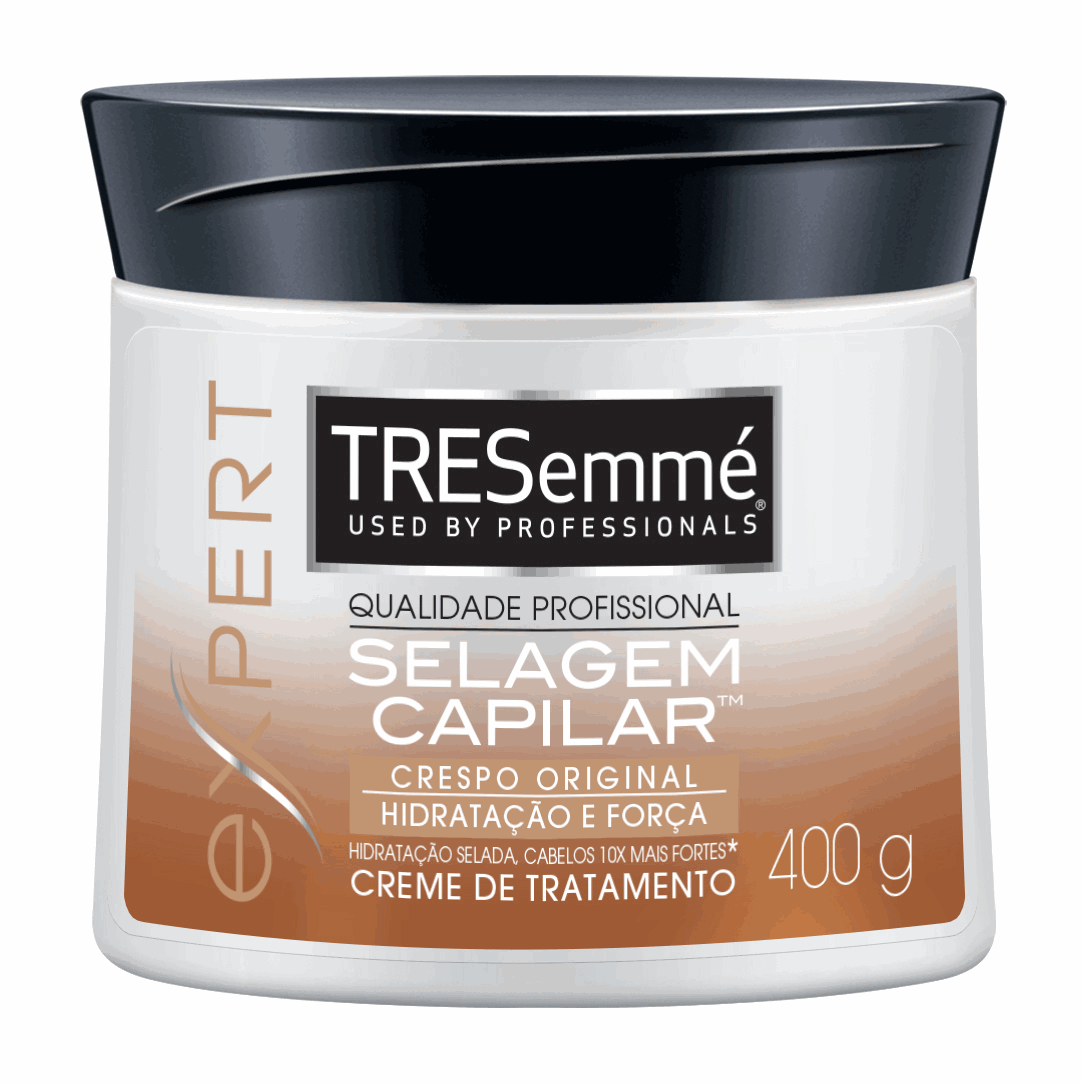 eXPERT
TRESemmé®
USED BY PROFESSIONALS
QUALIDADE PROFISSIONAL
SELAGEM
CAPILAR™
CRESPO ORIGINAL
HIDRATAÇÃO E FORÇA
HIDRATAÇÃO SELADA, CABELOS 10X MAIS FORTES*
CREME DE TRATAMENTO
400 g